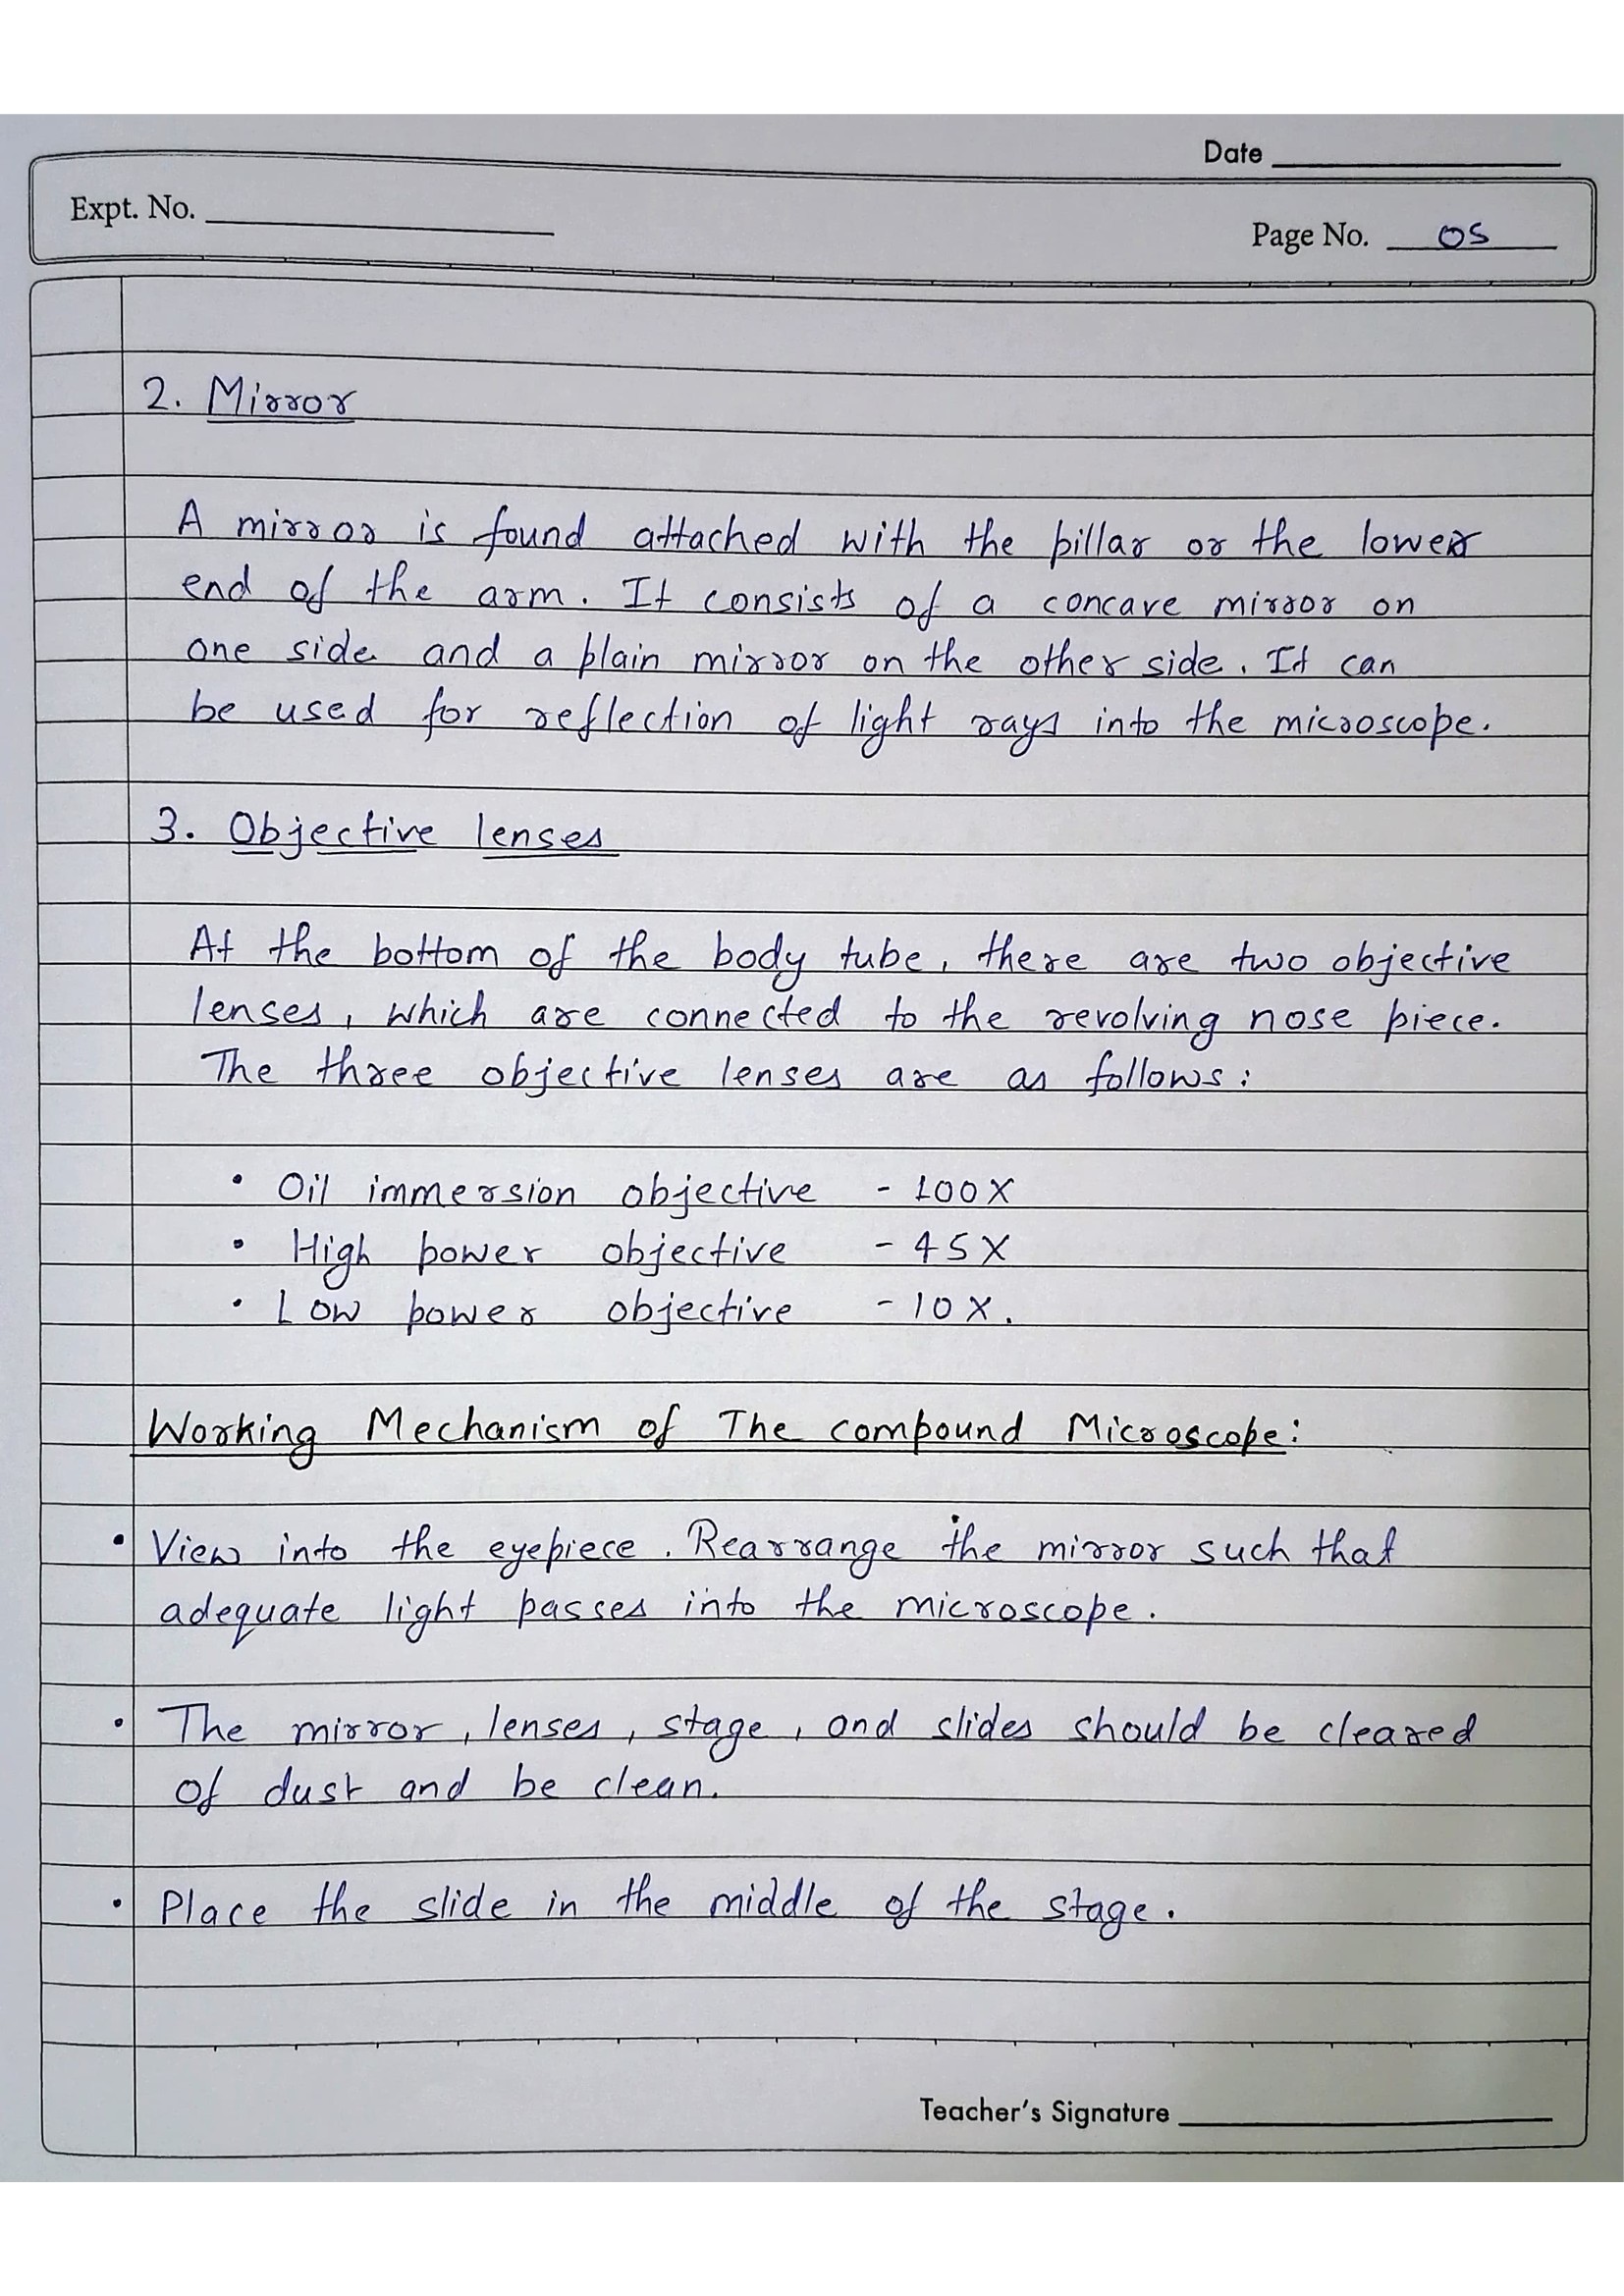 Date
Expt. No.
Page No. 05
2. Mirror
A mirror is found attached with the pillar or the lower
end of the arm. It consists of a concave mirror on
one side and a plain mirror on the other side. It can
be used for reflection of light rays into the microscope.
3. Objective lenses
At the bottom of the body tube, there are two objective
lenses, which are connected to the revolving nose piece.
The three objective lenses are as follows:
• Oil immersion objective - 100X
• High power objective - 45X
• Low power objective - 10X.
Working Mechanism of The compound Microscope:
• View into the eyepiece. Rearrange the mirror such that
adequate light passes into the microscope.
• The mirror, lenses, stage, and slides should be cleared
of dust and be clean.
• Place the slide in the middle of the stage.
Teacher's Signature